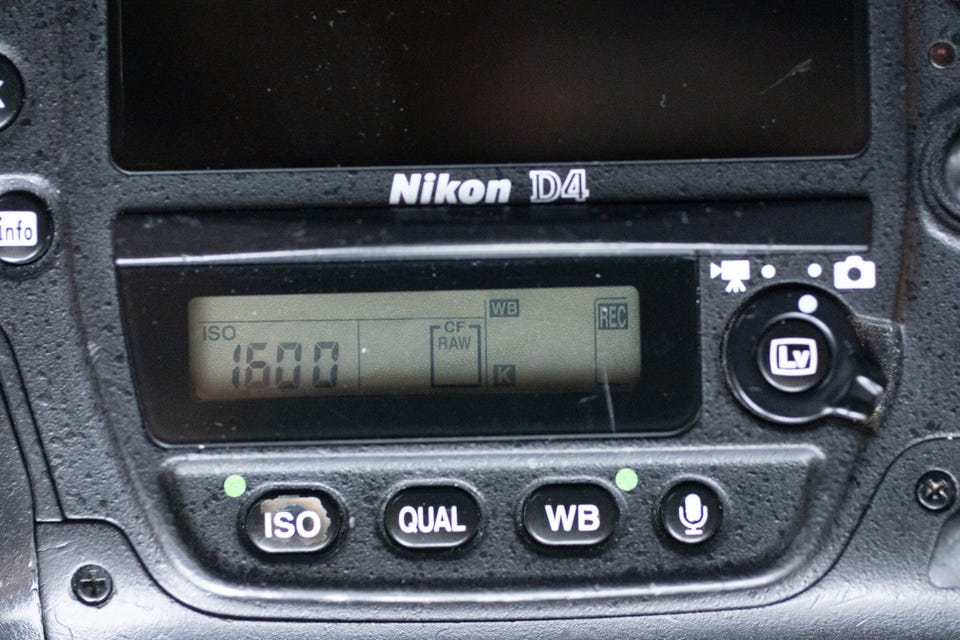 Nikon D4
info
WB
REC
ISO
CF
RAW
1600
K
Lv
ISO
QUAL
WB